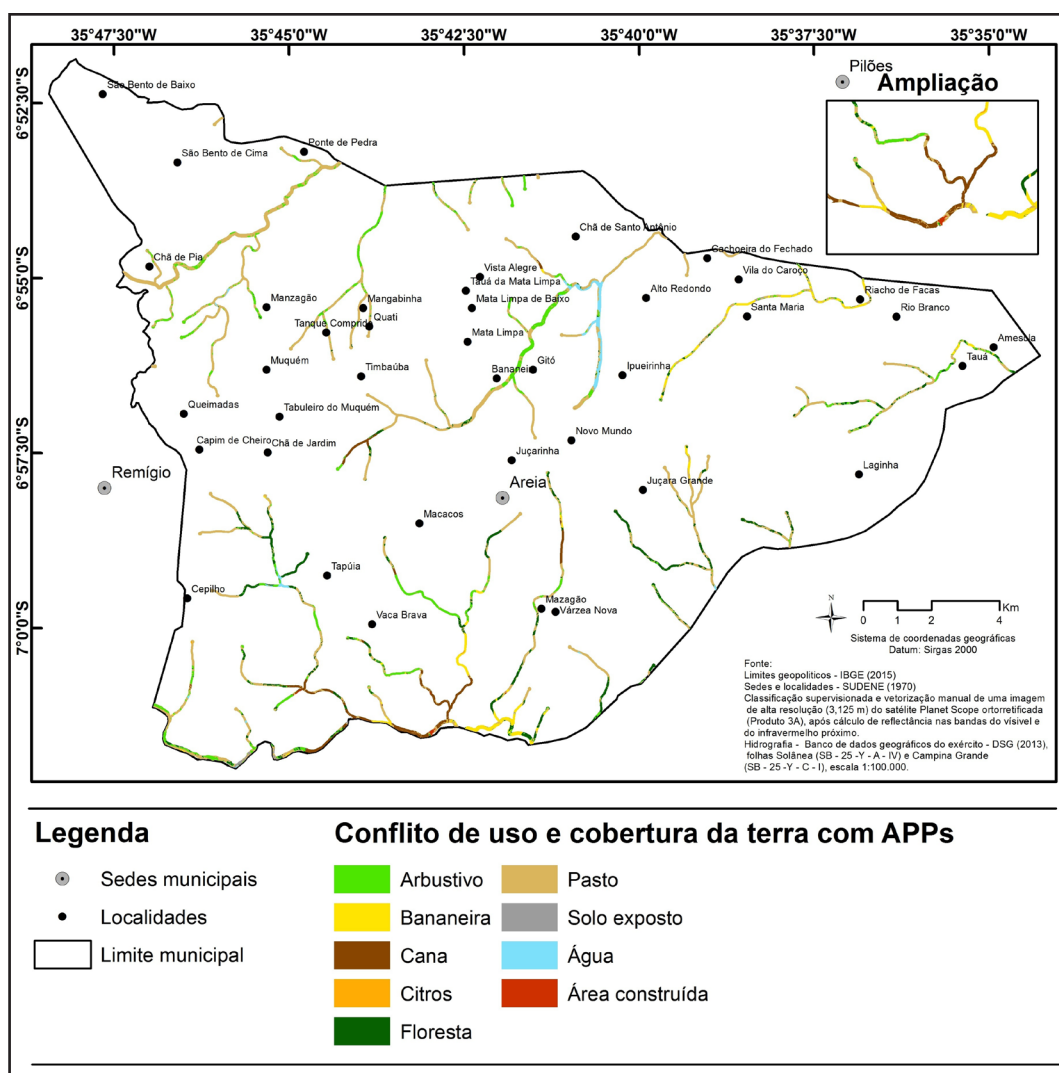 35°47'30"W 35°45'0"W 35°42'30"W 35°40'0"W 35°37'30"W 35°35'0"W
6°52'30"S
6°55'0"S
6°57'30"S
7°0'0"S
Pilões
Ampliação
São Bento de Baixo
Ponte de Pedra
São Bento de Cima
Chã de Santo Antônio
Cachoeira do Fechado
Chã de Pia
Vista Alegre
Vila do Caroço
Tauá da Mata Limpa
Alto Redondo
Riacho de Facas
Manzagão
Mangabinha
Mata Limpa de Baixo
Santa Maria
Rio Branco
Tanque Comprido
Quati
Mata Limpa
Amescla
Muquém
Timbaúba
Bananeira
Gitó
Ipueirinha
Tauá
Queimadas
Tabuleiro do Muquém
Capim de Cheiro
Chã de Jardim
Novo Mundo
Juçarinha
Remígio
Laginha
Areia
Juçara Grande
Macacos
Tapúia
Cepilho
Mazagão
Várzea Nova
Vaca Brava
0 1 2 4
Km
Sistema de coordenadas geográficas
Datum: Sirgas 2000
Fonte:
Limites geopolíticos - IBGE (2015)
Sedes e localidades - SUDENE (1970)
Classificação supervisionada e vetorização manual de uma imagem
de alta resolução (3,125 m) do satélite Planet Scope ortorretificada
(Produto 3A), após cálculo de reflectância nas bandas do vísivel e
do infravermelho próximo.
Hidrografia - Banco de dados geográficos do exército - DSG (2013),
folhas Solânea (SB - 25 -Y - A - IV) e Campina Grande
(SB - 25 -Y - C - I), escala 1:100.000.
Legenda
Sedes municipais
Localidades
Limite municipal
Conflito de uso e cobertura da terra com APPs
Arbustivo
Bananeira
Cana
Citros
Floresta
Pasto
Solo exposto
Água
Área construída